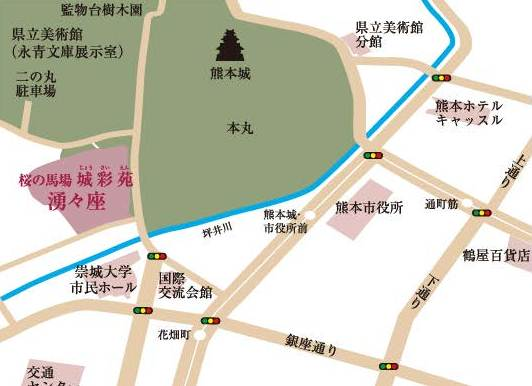 監物台樹木園
県立美術館
（永青文庫展示室）
二の丸
駐車場
熊本城
本丸
県立美術館
分館
熊本ホテル
キャッスル
じょう さい えん
桜の馬場 城彩苑
湧々座
熊本城・
市役所前
熊本市役所
通町筋
上通り
鶴屋百貨店
下通り
坪井川
崇城大学
市民ホール
国際
交流会館
花畑町
銀座通り
交通